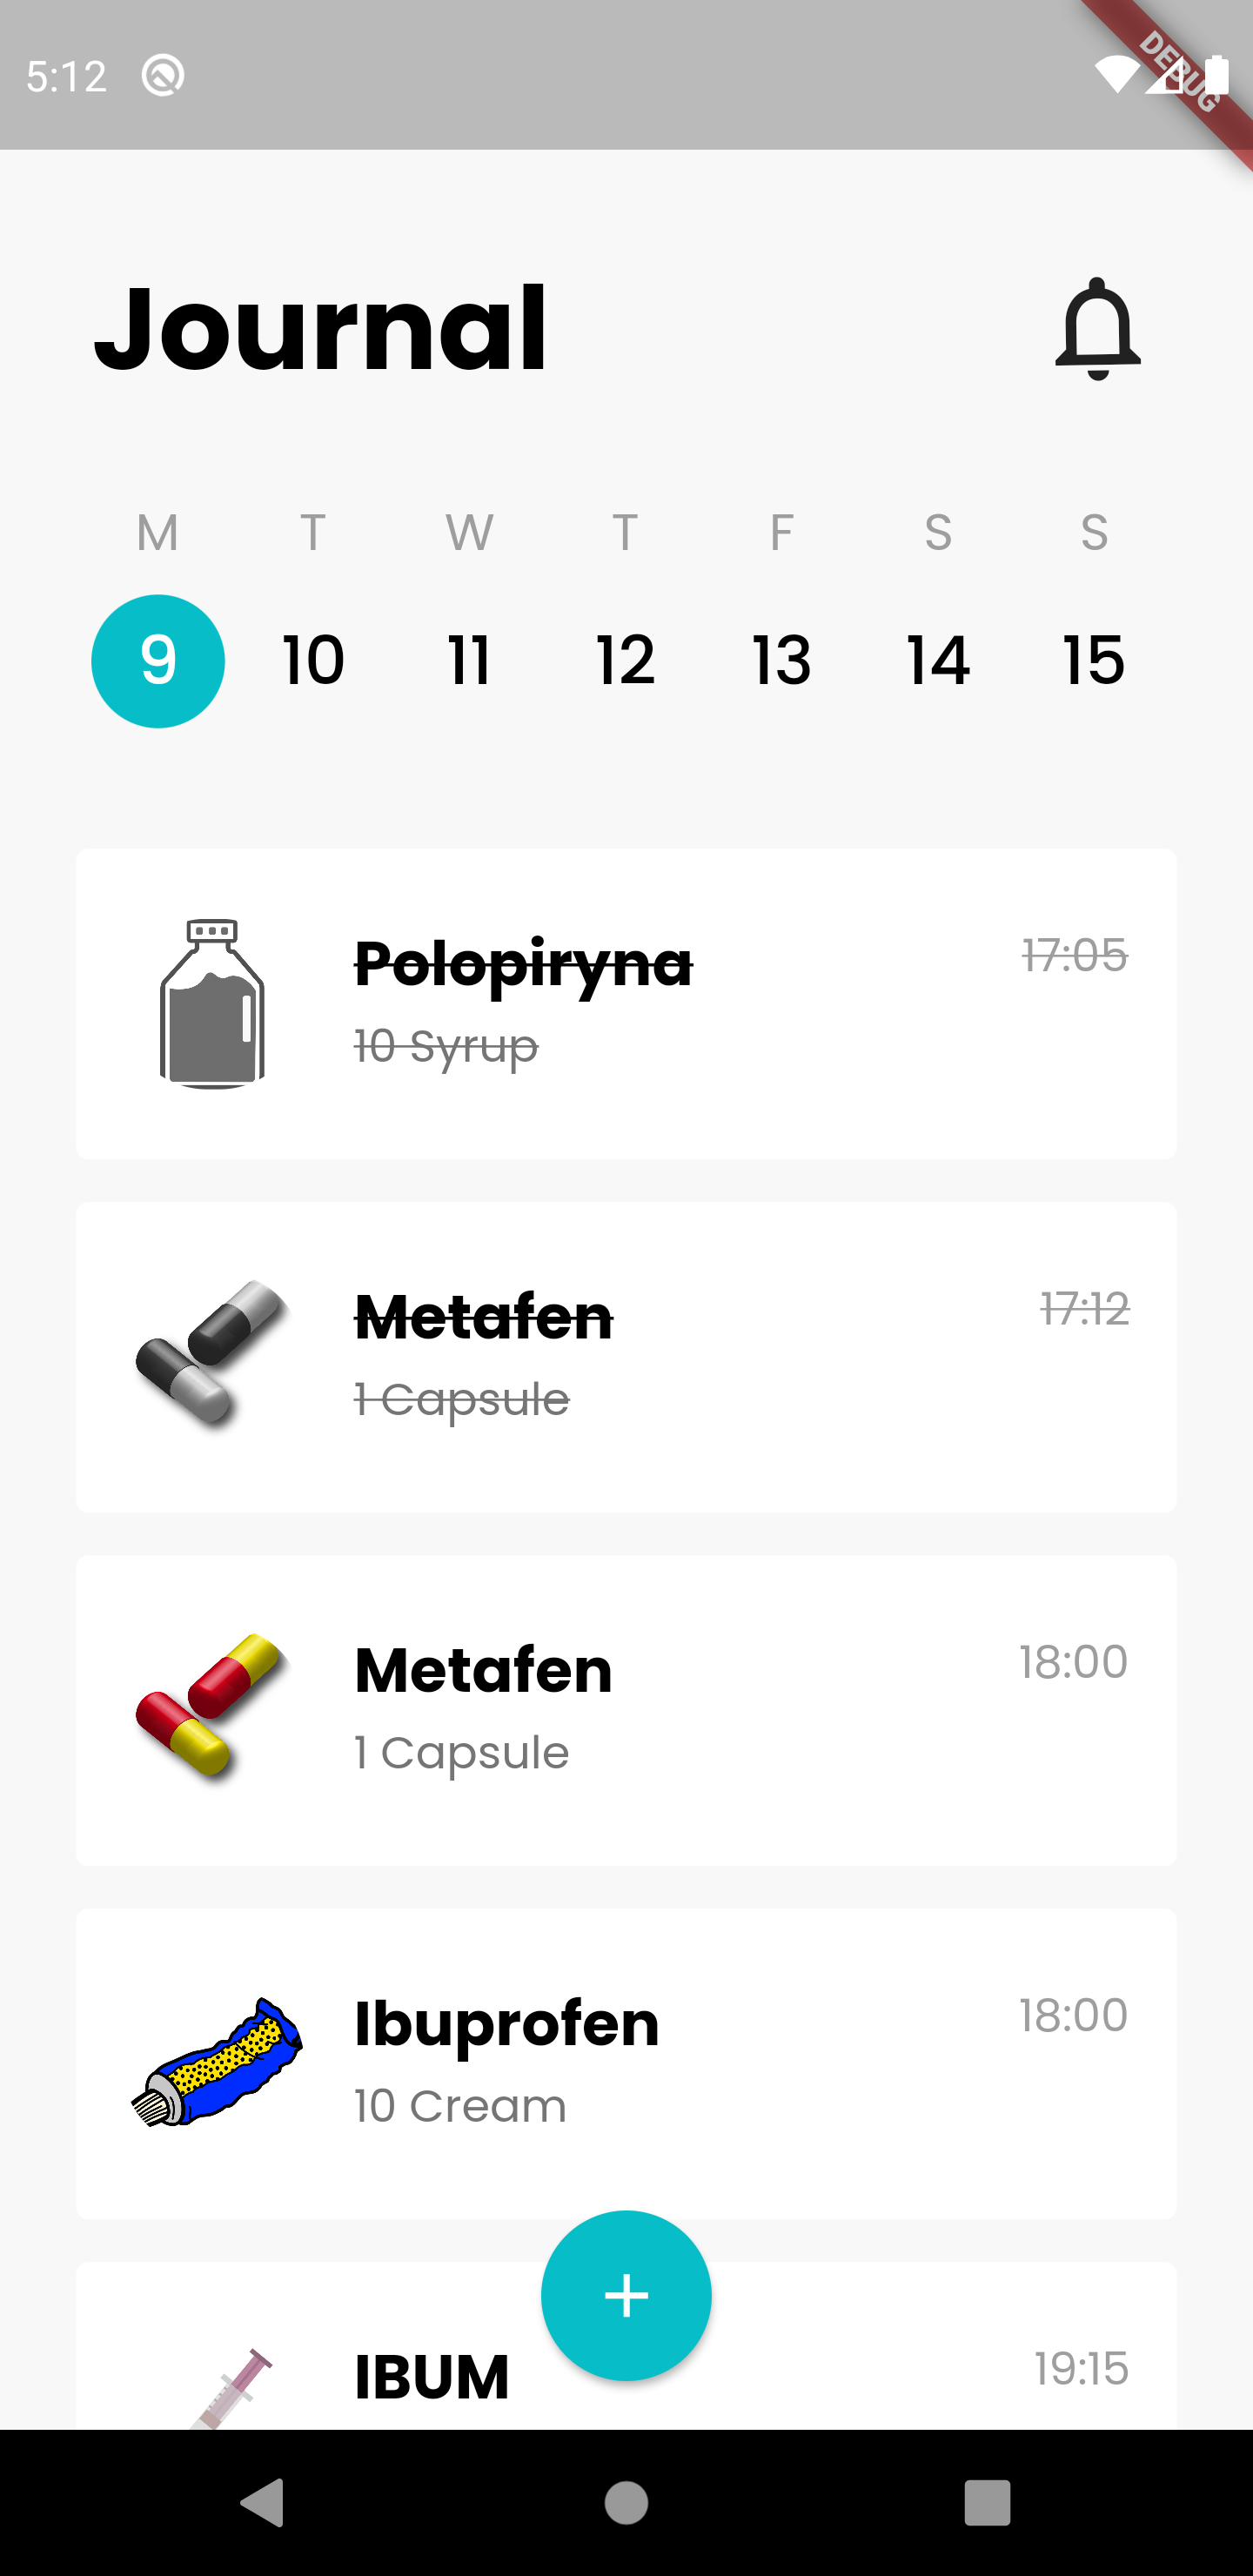 5:12
DEBUG
Journal
M T W T F S S
9 10 11 12 13 14 15
Polopiryna 17:05
10 Syrup
Metafen 17:12
1 Capsule
Metafen 18:00
1 Capsule
Ibuprofen 18:00
10 Cream
+
IBUM 19:15